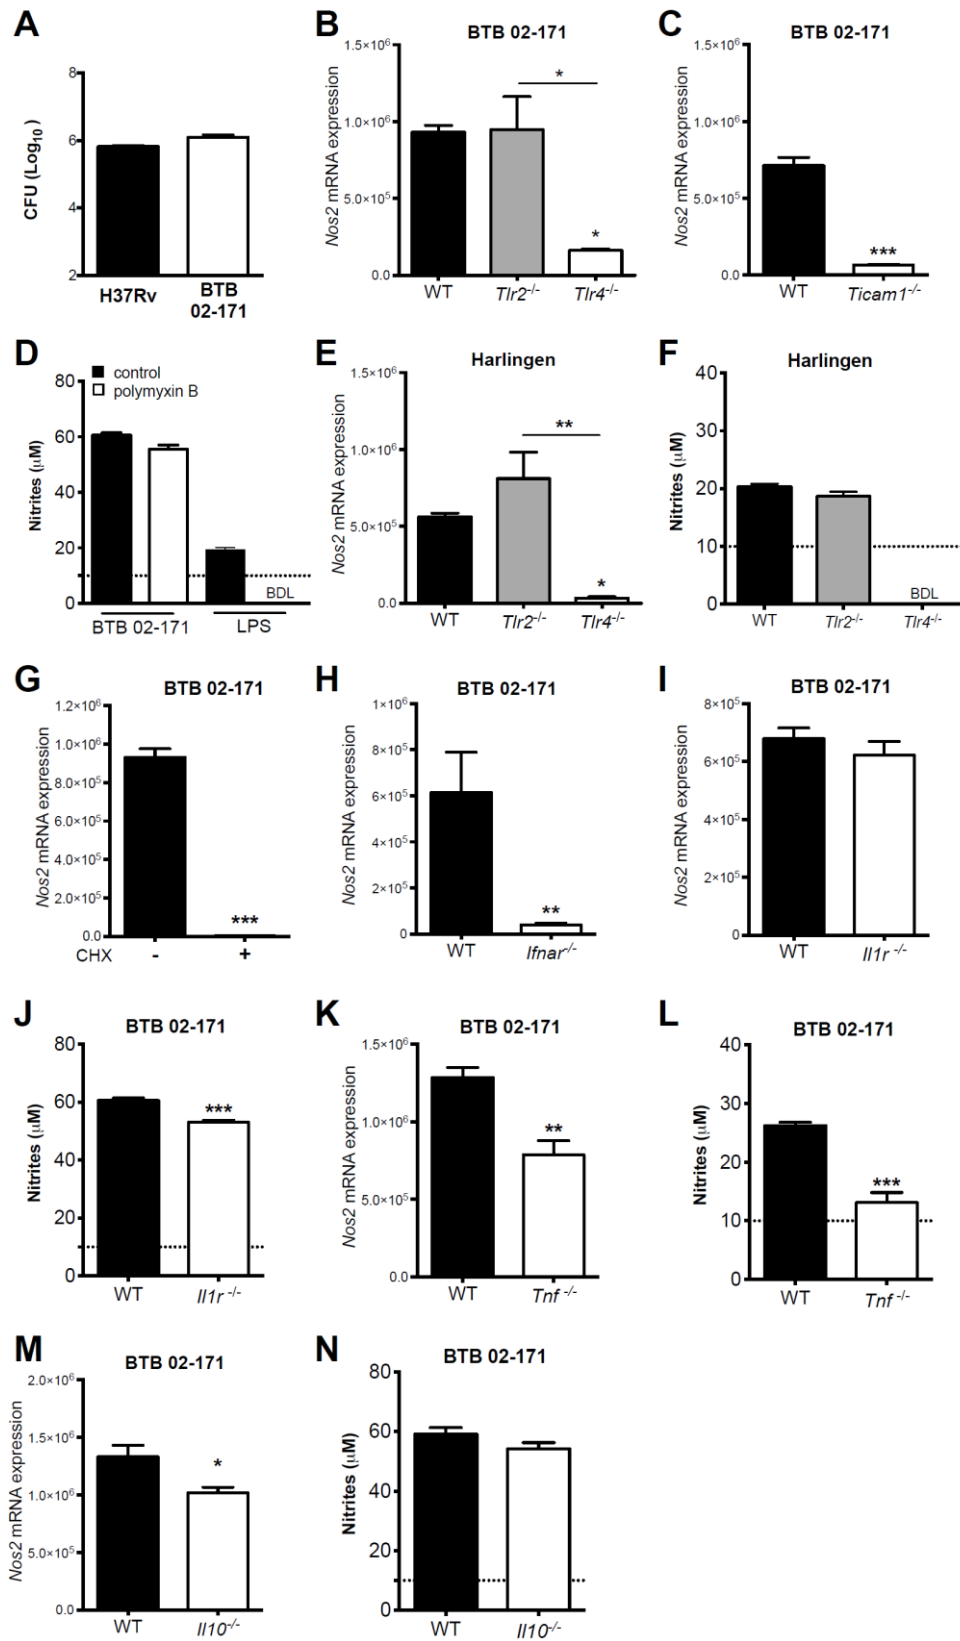 A
CFU (Log10)
8
6
4
2
H37Rv
BTB
02-171
B
BTB 02-171
Nos2 mRNA expression
1.5×10⁶
1.0×10⁶
5.0×10⁵
0.0
*
*
WT
Tlr2-/-
Tlr4-/-
C
BTB 02-171
Nos2 mRNA expression
1.5×10⁶
1.0×10⁶
5.0×10⁵
0.0
***
WT
Ticam1-/-
D
control
polymyxin B
Nitrites (μM)
80
60
40
20
0
BDL
BTB 02-171
LPS
E
Harlingen
Nos2 mRNA expression
1.5×10⁶
1.0×10⁶
5.0×10⁵
0.0
**
*
WT
Tlr2-/-
Tlr4-/-
F
Harlingen
Nitrites (μM)
40
30
20
10
0
BDL
WT
Tlr2-/-
Tlr4-/-
G
BTB 02-171
Nos2 mRNA expression
1.2×10⁶
1.0×10⁶
8.0×10⁵
6.0×10⁵
4.0×10⁵
2.0×10⁵
0.0
***
CHX - +
H
BTB 02-171
Nos2 mRNA expression
1×10⁶
8×10⁵
6×10⁵
4×10⁵
2×10⁵
0
**
WT
Ifnar-/-
I
BTB 02-171
Nos2 mRNA expression
8×10⁵
6×10⁵
4×10⁵
2×10⁵
0
WT
Il1r -/-
J
BTB 02-171
Nitrites (μM)
80
60
40
20
0
***
WT
Il1r -/-
K
BTB 02-171
Nos2 mRNA expression
1.5×10⁶
1.0×10⁶
5.0×10⁵
0.0
**
WT
Tnf -/-
L
BTB 02-171
Nitrites (μM)
40
30
20
10
0
***
WT
Tnf -/-
M
BTB 02-171
Nos2 mRNA expression
2.0×10⁶
1.5×10⁶
1.0×10⁶
5.0×10⁵
0.0
*
WT
Il10-/-
N
BTB 02-171
Nitrites (μM)
80
60
40
20
0
WT
Il10-/-